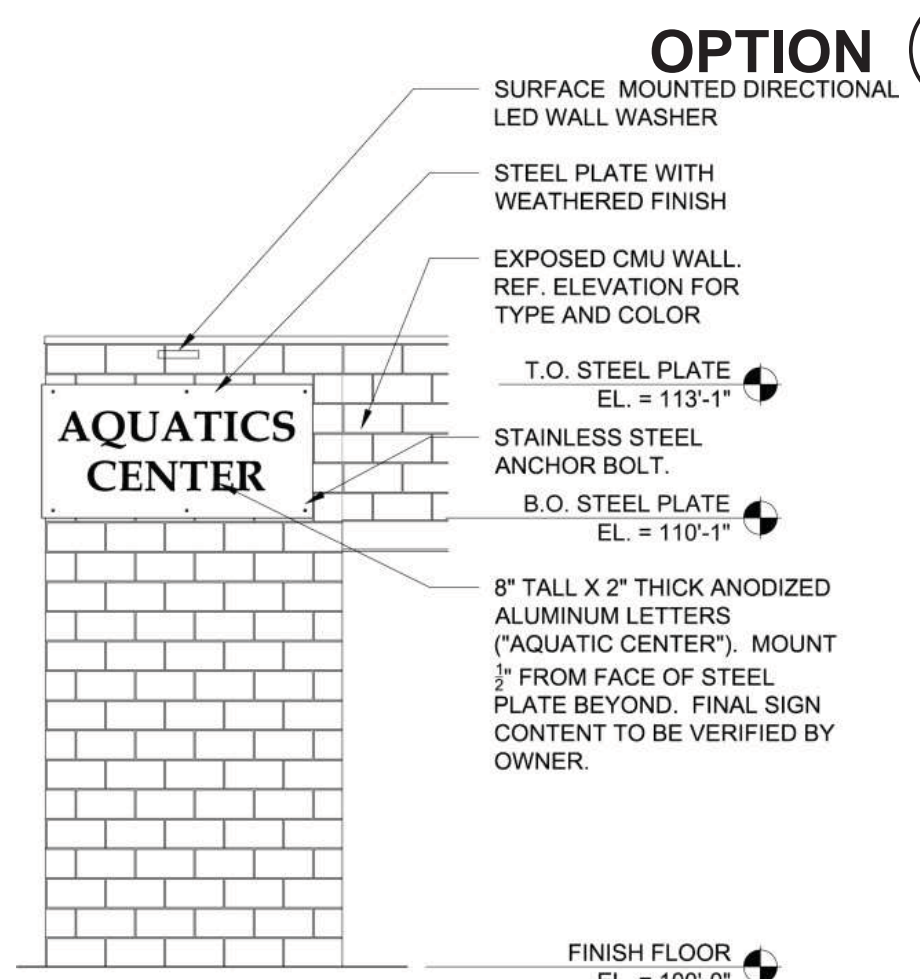 OPTION
SURFACE MOUNTED DIRECTIONAL
LED WALL WASHER
STEEL PLATE WITH
WEATHERED FINISH
EXPOSED CMU WALL.
REF. ELEVATION FOR
TYPE AND COLOR
T.O. STEEL PLATE
EL. = 113'-1"
AQUATICS
CENTER
STAINLESS STEEL
ANCHOR BOLT.
B.O. STEEL PLATE
EL. = 110'-1"
8" TALL X 2" THICK ANODIZED
ALUMINUM LETTERS
("AQUATIC CENTER"). MOUNT
1/2" FROM FACE OF STEEL
PLATE BEYOND. FINAL SIGN
CONTENT TO BE VERIFIED BY
OWNER.
FINISH FLOOR
EL. = 100'-0"